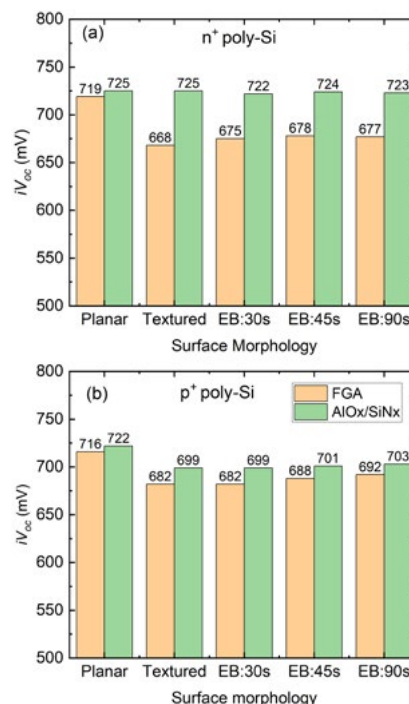 (a)
n+ poly-Si
800
750
700
650
600
550
500
iVoc (mV)
719 725
668 725
675 722
678 724
677 723
Planar Textured EB:30s EB:45s EB:90s
Surface Morphology
(b)
p+ poly-Si
FGA
AlOx/SiNx
800
750
700
650
600
550
500
iVoc (mV)
716 722
682 699
682 699
688 701
692 703
Planar Textured EB:30s EB:45s EB:90s
Surface morphology